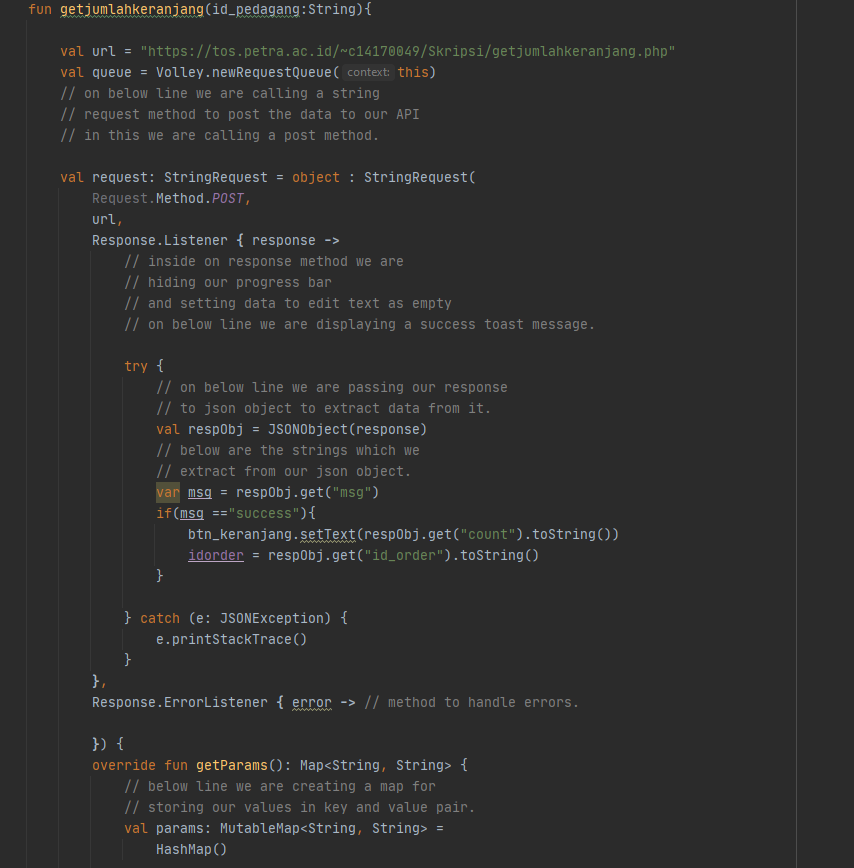 fun getjumlahkeranjang(id_pedagang:String){
val url = "https://tos.petra.ac.id/~c14170049/Skripsi/getjumlahkeranjang.php"
val queue = Volley.newRequestQueue( context: this)
// on below line we are calling a string
// request method to post the data to our API
// in this we are calling a post method.
val request: StringRequest = object : StringRequest(
Request.Method.POST,
url,
Response.Listener { response ->
// inside on response method we are
// hiding our progress bar
// and setting data to edit text as empty
// on below line we are displaying a success toast message.
try {
// on below line we are passing our response
// to json object to extract data from it.
val respObj = JSONObject(response)
// below are the strings which we
// extract from our json object.
var msg = respObj.get("msg")
if(msg =="success"){
btn_keranjang.setText(respObj.get("count").toString())
idorder = respObj.get("id_order").toString()
}
} catch (e: JSONException) {
e.printStackTrace()
}
},
Response.ErrorListener { error -> // method to handle errors.
}) {
override fun getParams(): Map<String, String> {
// below line we are creating a map for
// storing our values in key and value pair.
val params: MutableMap<String, String> =
HashMap()